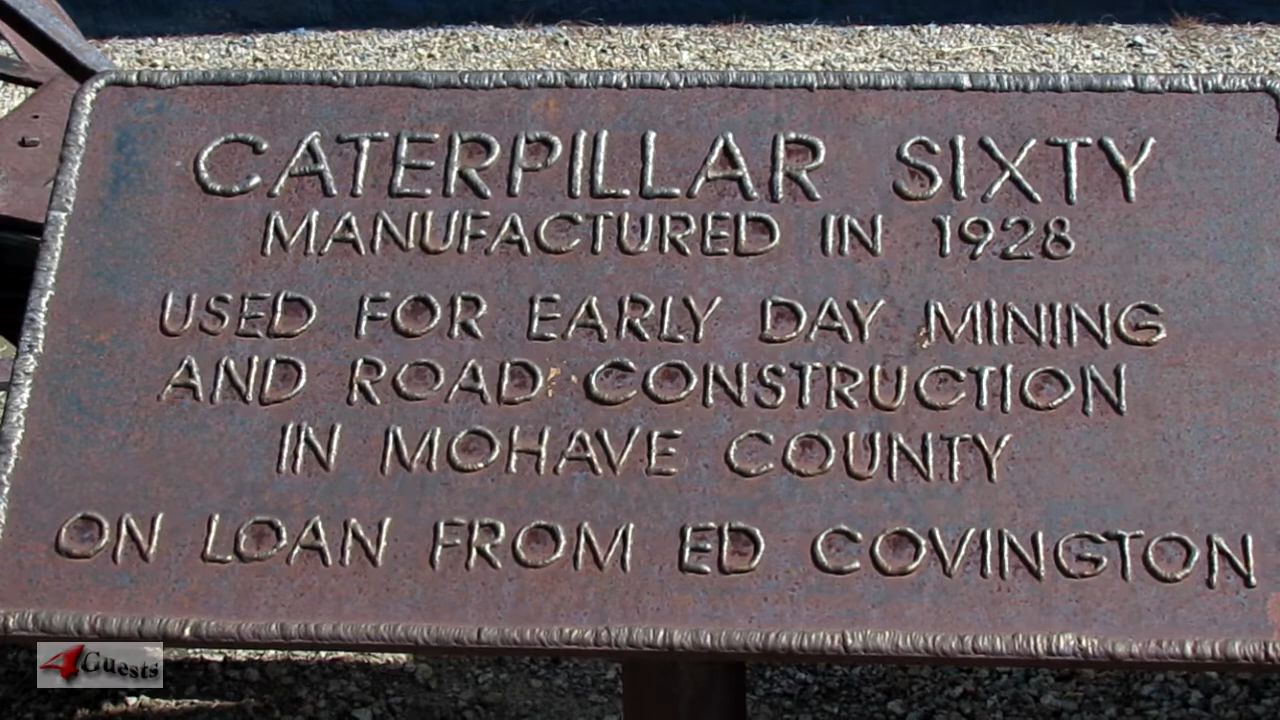 CATERPILLAR SIXTY
MANUFACTURED IN 1928
USED FOR EARLY DAY MINING
AND ROAD CONSTRUCTION
IN MOHAVE COUNTY
ON LOAN FROM ED COVINGTON
4Guests